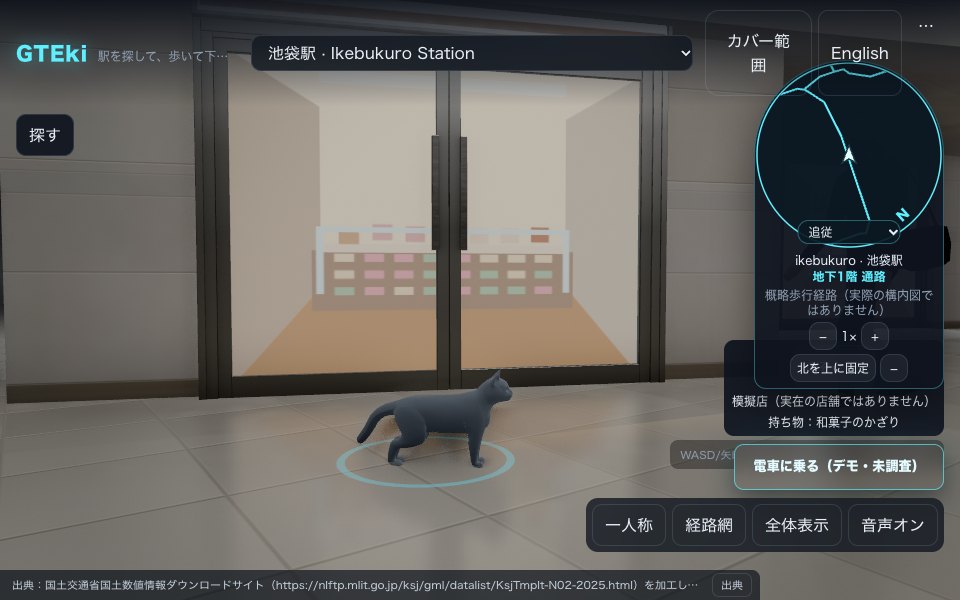 GTEki
駅を探して、歩いて下…
池袋駅 · Ikebukuro Station
カバー範
囲
English
…
探す
N
追従
ikebukuro · 池袋駅
地下1階 通路
概略歩行経路（実際の構内図で
はありません）
− 1× +
北を上に固定 −
模擬店（実在の店舗ではありません）
持ち物：和菓子のかざり
WASD/矢
電車に乗る（デモ・未調査）
一人称 経路網 全体表示 音声オン
出典：国土交通省国土数値情報ダウンロードサイト（https://nlftp.mlit.go.jp/ksj/gml/datalist/KsjTmplt-N02-2025.html）を加工し… 出典